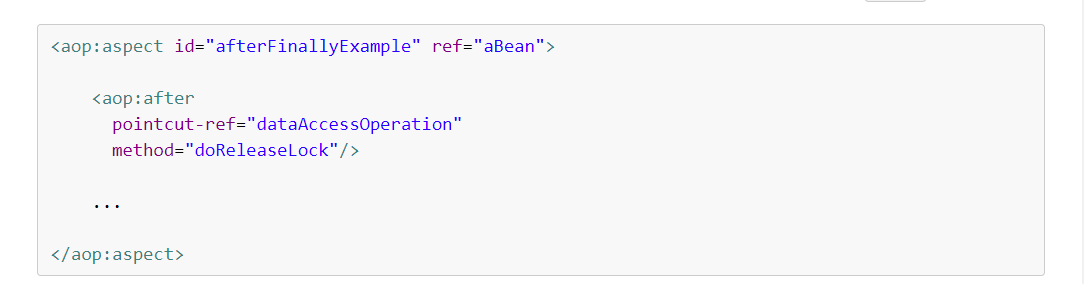 <aop:aspect id="afterFinallyExample" ref="aBean">
<aop:after
pointcut-ref="dataAccessOperation"
method="doReleaseLock"/>
...
</aop:aspect>